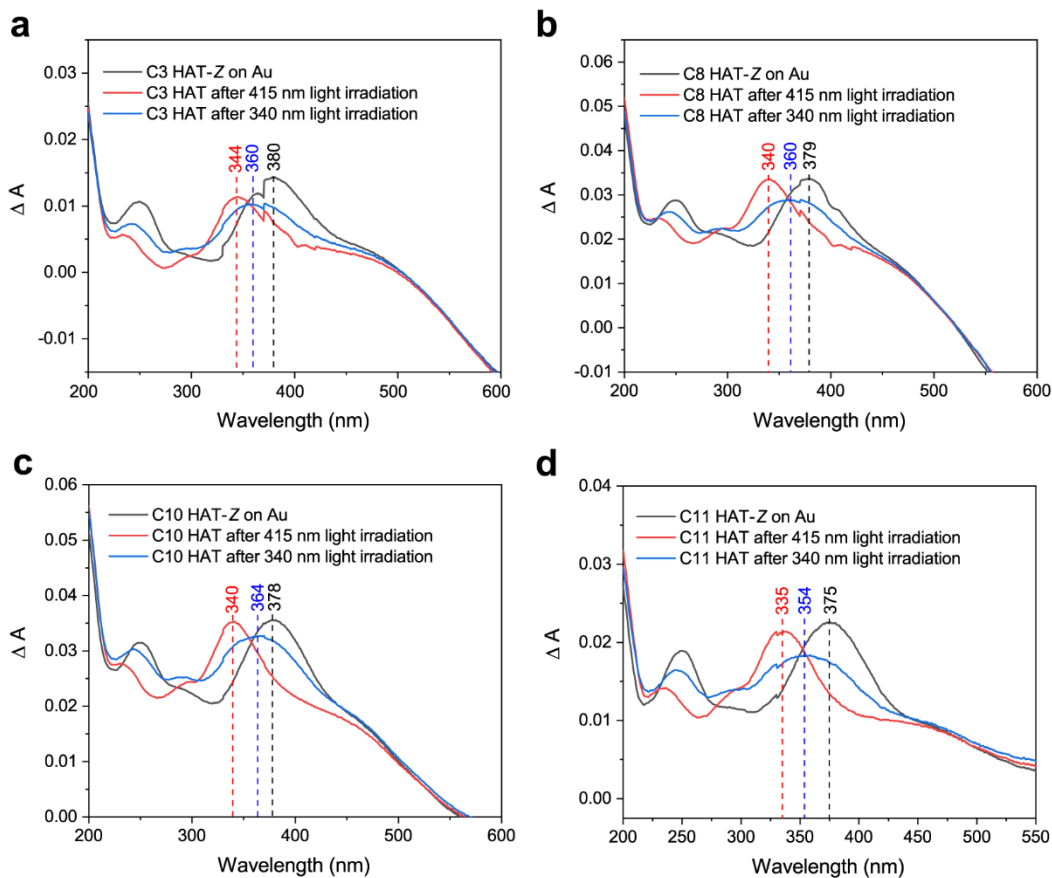 a
0.03
0.02
0.01
0.00
-0.01
Δ A
C3 HAT-Z on Au
C3 HAT after 415 nm light irradiation
C3 HAT after 340 nm light irradiation
344
360
380
200
300
400
500
600
Wavelength (nm)
b
0.06
0.05
0.04
0.03
0.02
0.01
0.00
-0.01
Δ A
C8 HAT-Z on Au
C8 HAT after 415 nm light irradiation
C8 HAT after 340 nm light irradiation
340
360
379
200
300
400
500
600
Wavelength (nm)
c
0.06
0.05
0.04
0.03
0.02
0.01
0.00
Δ A
C10 HAT-Z on Au
C10 HAT after 415 nm light irradiation
C10 HAT after 340 nm light irradiation
340
364
378
200
300
400
500
600
Wavelength (nm)
d
0.04
0.03
0.02
0.01
0.00
Δ A
C11 HAT-Z on Au
C11 HAT after 415 nm light irradiation
C11 HAT after 340 nm light irradiation
335
354
375
200
250
300
350
400
450
500
550
Wavelength (nm)